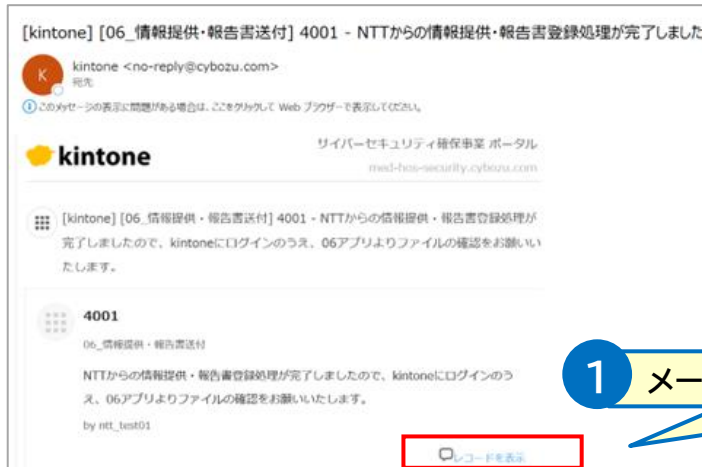 [kintone] [06_情報提供・報告書送付] 4001 - NTTからの情報提供・報告書登録処理が完了しました
K
kintone <no-reply@cybozu.com>
宛先
このメッセージの表示に問題がある場合は、ここをクリックして Web ブラウザーで表示してください。
kintone
サイバーセキュリティ確保事業 ポータル
med-hos-security.cybozu.com
[kintone] [06_情報提供・報告書送付] 4001 - NTTからの情報提供・報告書登録処理が
完了しましたので、kintoneにログインのうえ、06アプリよりファイルの確認をお願いい
たします。
4001
06_情報提供・報告書送付
NTTからの情報提供・報告書登録処理が完了しましたので、kintoneにログインのう
え、06アプリよりファイルの確認をお願いいたします。
by ntt_test01
1
メー
レコードを表示